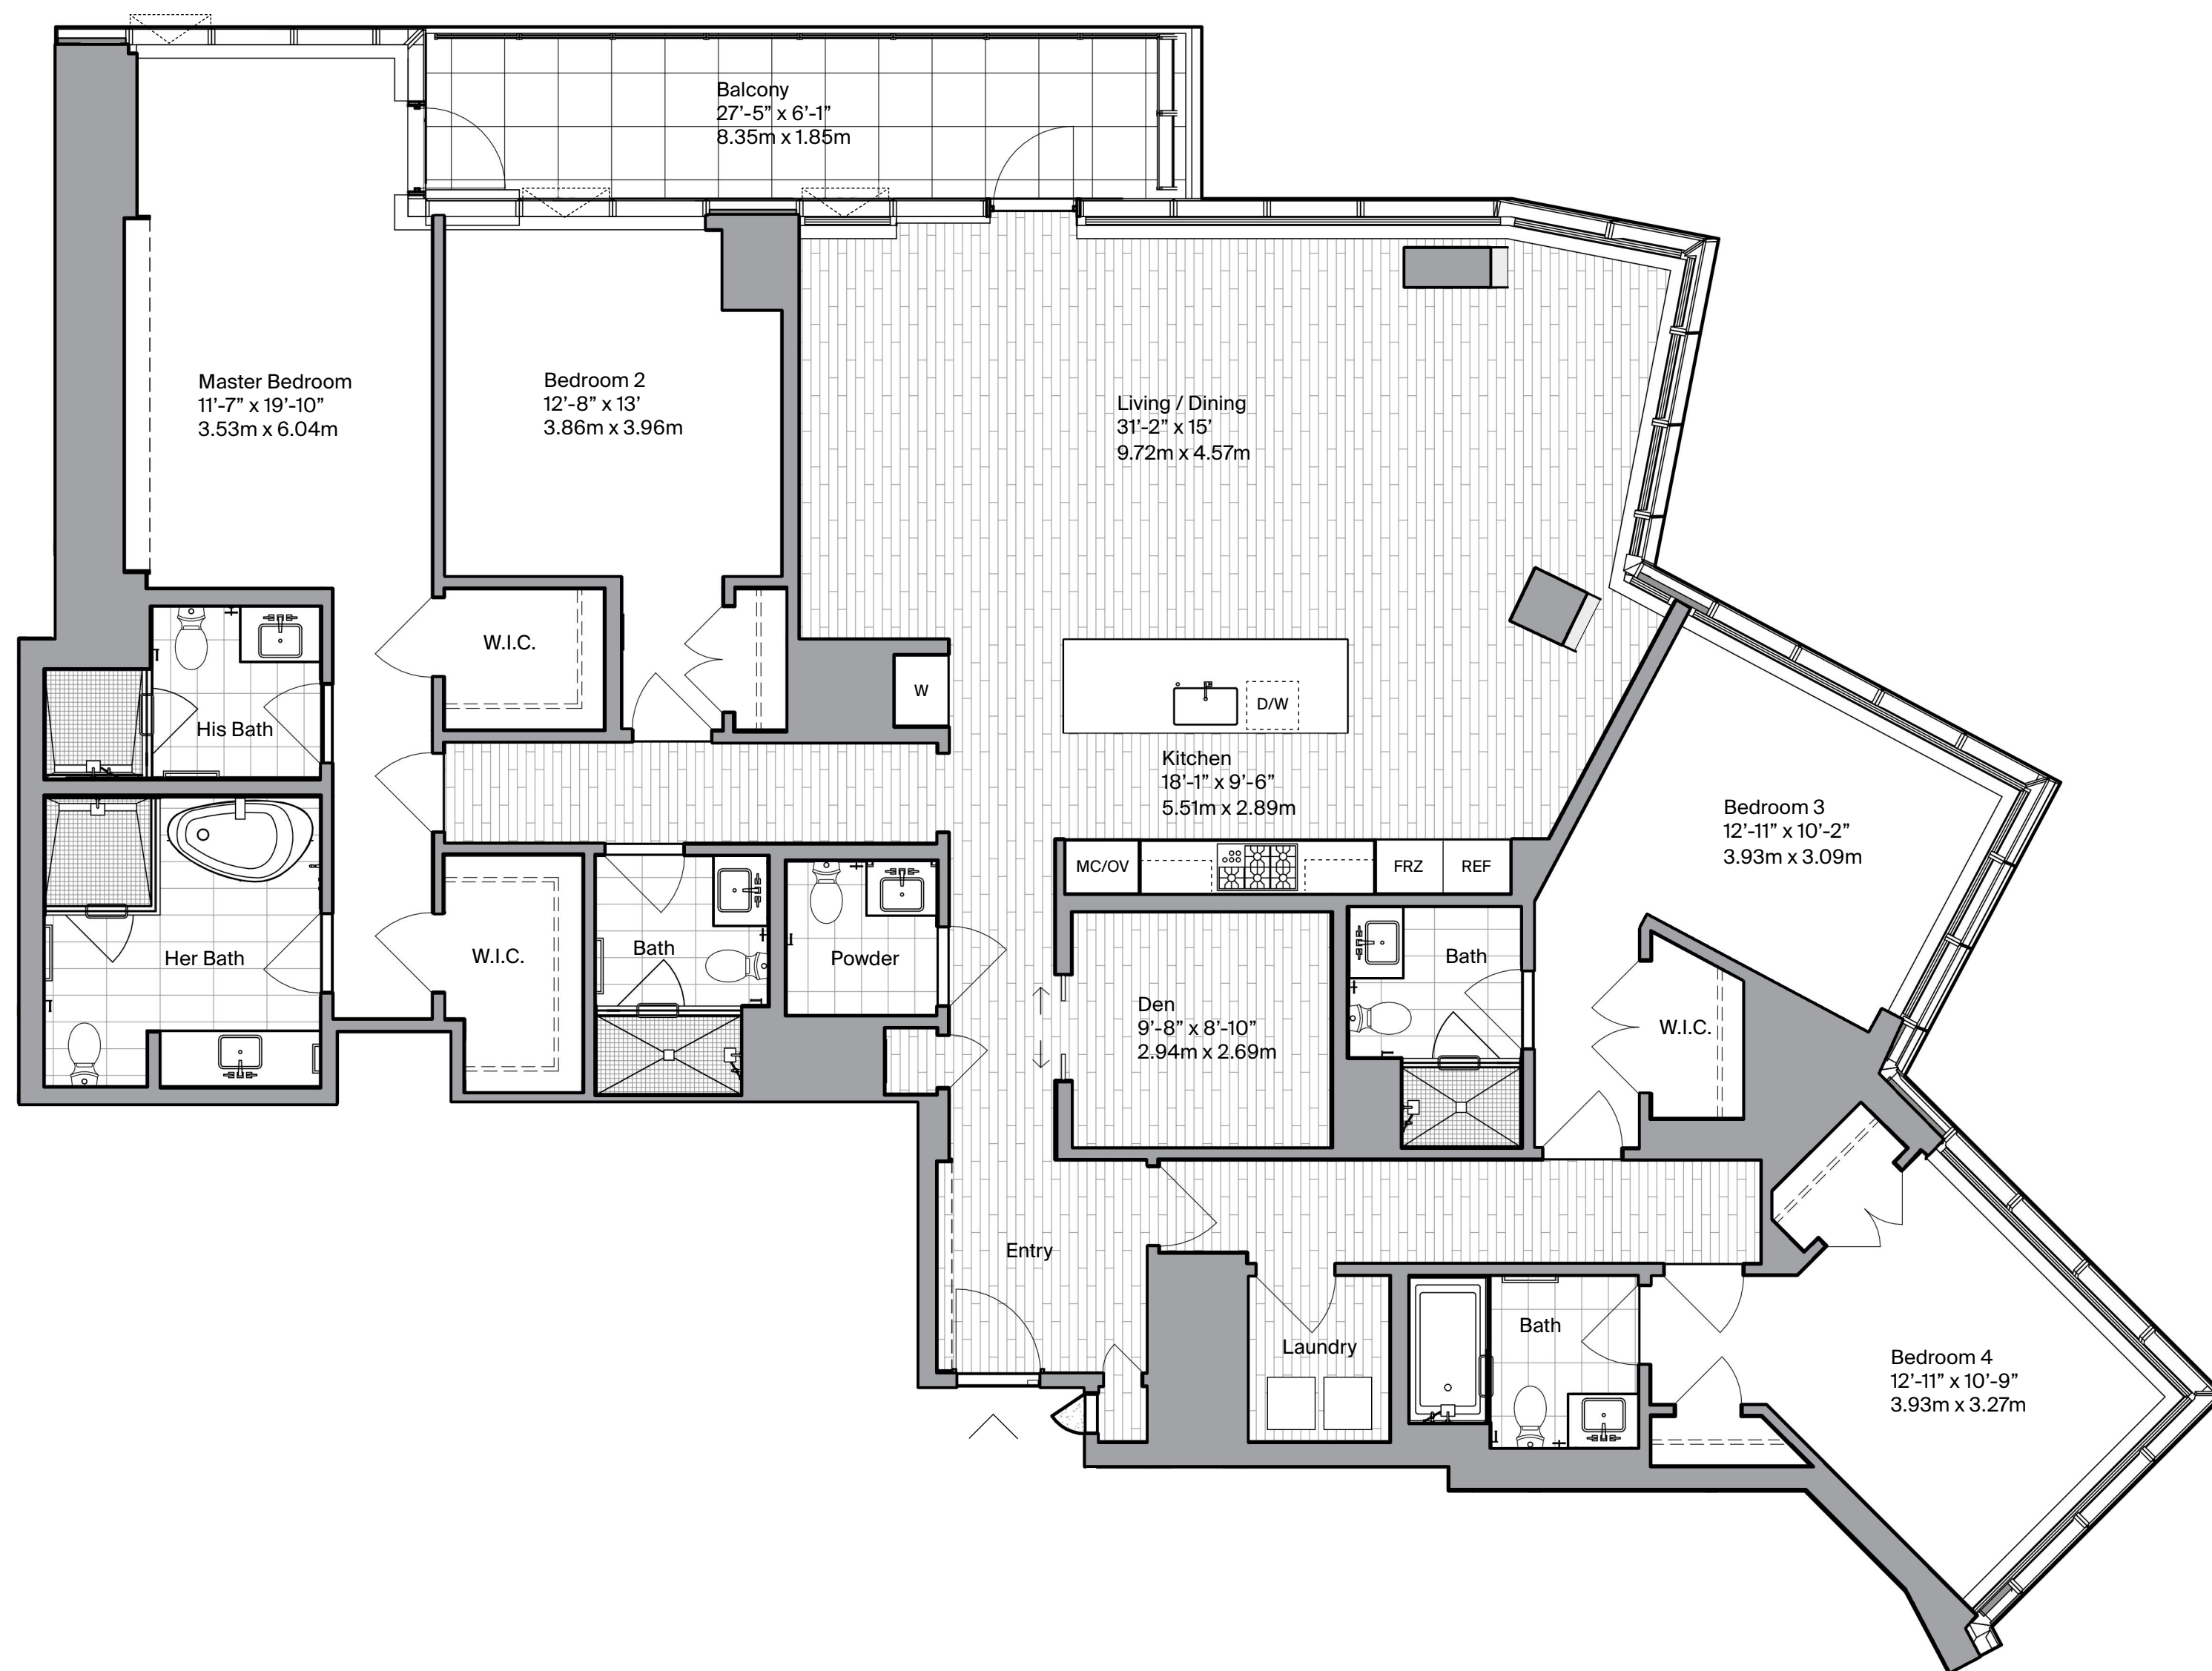 Balcony
27’-5” x 6’-1”
8.35m x 1.85m
Master Bedroom
11’-7” x 19’-10”
3.53m x 6.04m
Bedroom 2
12’-8” x 13’
3.86m x 3.96m
Living / Dining
31’-2” x 15’
9.72m x 4.57m
W.I.C.
W
D/W
His Bath
Kitchen
18’-1” x 9’-6”
5.51m x 2.89m
Bedroom 3
12’-11” x 10’-2”
3.93m x 3.09m
MC/OV
FRZ
REF
Her Bath
W.I.C.
Bath
Powder
Den
9’-8” x 8’-10”
2.94m x 2.69m
Bath
W.I.C.
Entry
Laundry
Bath
Bedroom 4
12’-11” x 10’-9”
3.93m x 3.27m